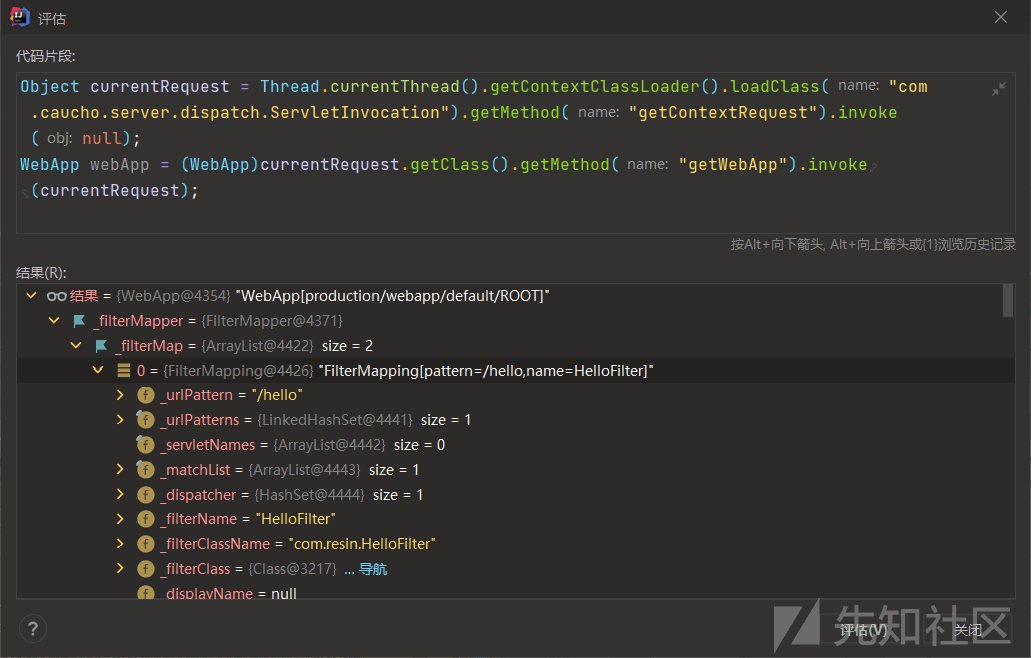 评估
代码片段:
Object currentRequest = Thread.currentThread().getContextClassLoader().loadClass( name: "com
.caucho.server.dispatch.ServletInvocation").getMethod( name: "getContextRequest").invoke
( obj: null);
WebApp webApp = (WebApp)currentRequest.getClass().getMethod( name: "getWebApp").invoke
(currentRequest);
按Alt+向下箭头, Alt+向上箭头或{1}浏览历史记录
结果(R):
结果 = {WebApp@4354} "WebApp[production/webapp/default/ROOT]"
_filterMapper = {FilterMapper@4371}
_filterMap = {ArrayList@4422} size = 2
0 = {FilterMapping@4426} "FilterMapping[pattern=/hello,name=HelloFilter]"
f _urlPattern = "/hello"
f _urlPatterns = {LinkedHashSet@4441} size = 1
f _servletNames = {ArrayList@4442} size = 0
f _matchList = {ArrayList@4443} size = 1
f _dispatcher = {HashSet@4444} size = 1
f _filterName = "HelloFilter"
f _filterClassName = "com.resin.HelloFilter"
f _filterClass = {Class@3217} ... 导航
f _displayName = null
? 评估(V) 关闭
先知社区